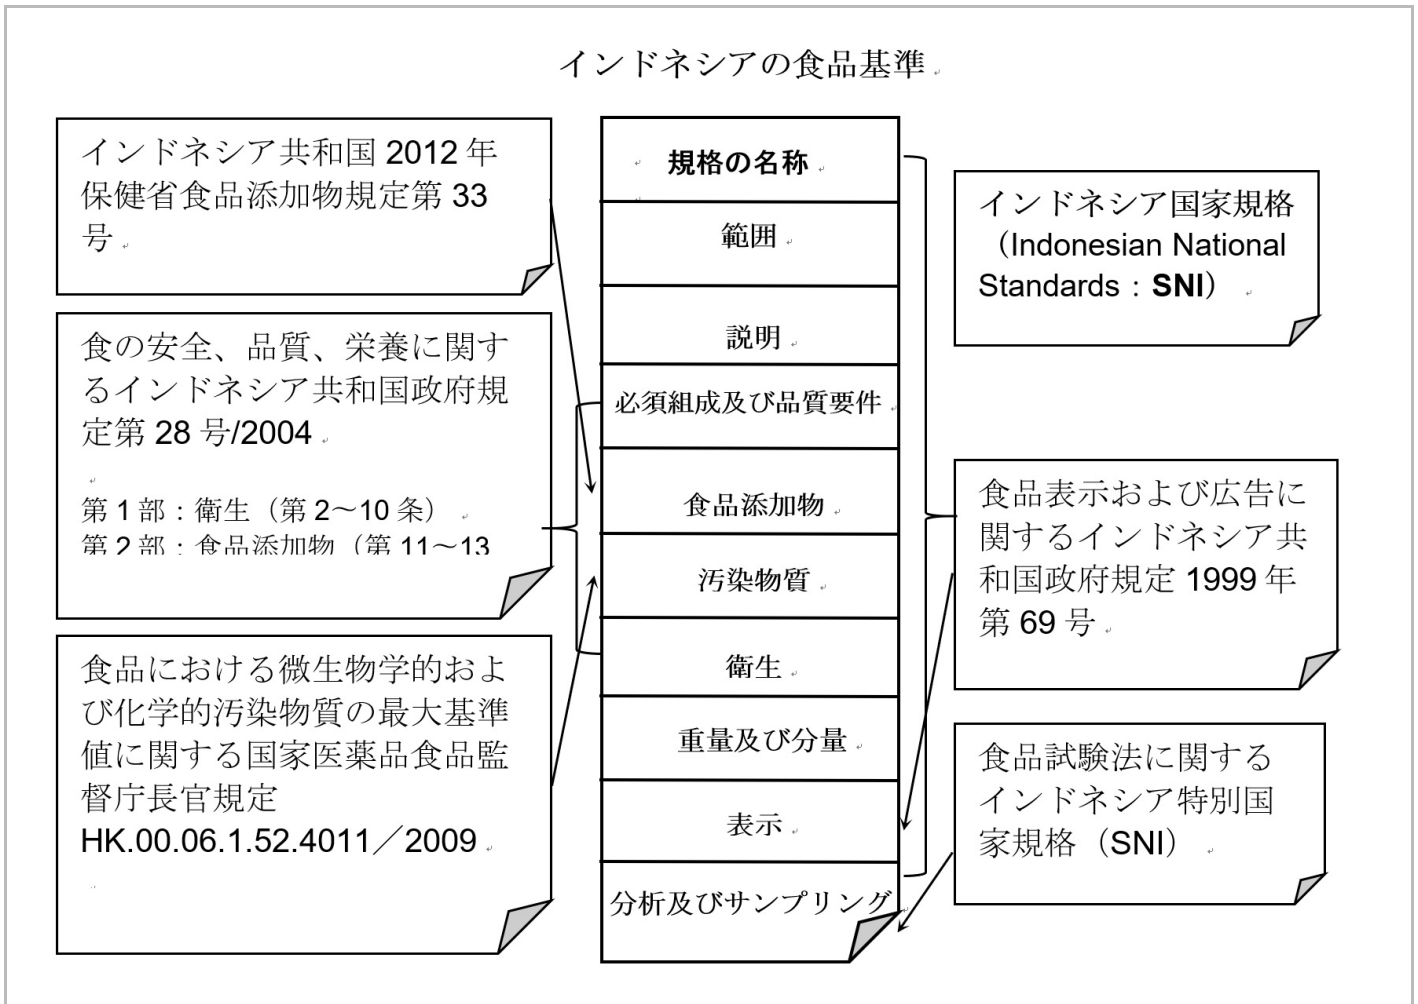 インドネシアの食品基準
インドネシア共和国 2012 年
保健省食品添加物規定第 33
号
食の安全、品質、栄養に関す
るインドネシア共和国政府規
定第 28 号/2004
第 1 部：衛生（第 2～10 条）
第 2 部：食品添加物（第 11～13
食品における微生物学的およ
び化学的汚染物質の最大基準
値に関する国家医薬品食品監
督庁長官規定
HK.00.06.1.52.4011／2009
規格の名称
範囲
説明
必須組成及び品質要件
食品添加物
汚染物質
衛生
重量及び分量
表示
分析及びサンプリング
インドネシア国家規格
（Indonesian National
Standards：SNI）
食品表示および広告に
関するインドネシア共
和国政府規定 1999 年
第 69 号
食品試験法に関する
インドネシア特別国
家規格（SNI）